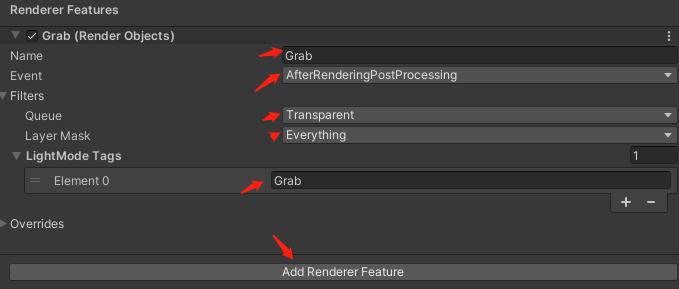 Renderer Features
Grab (Render Objects)
Name Grab
Event AfterRenderingPostProcessing
Filters
Queue Transparent
Layer Mask Everything
LightMode Tags 1
Element 0 Grab
+ −
Overrides
Add Renderer Feature